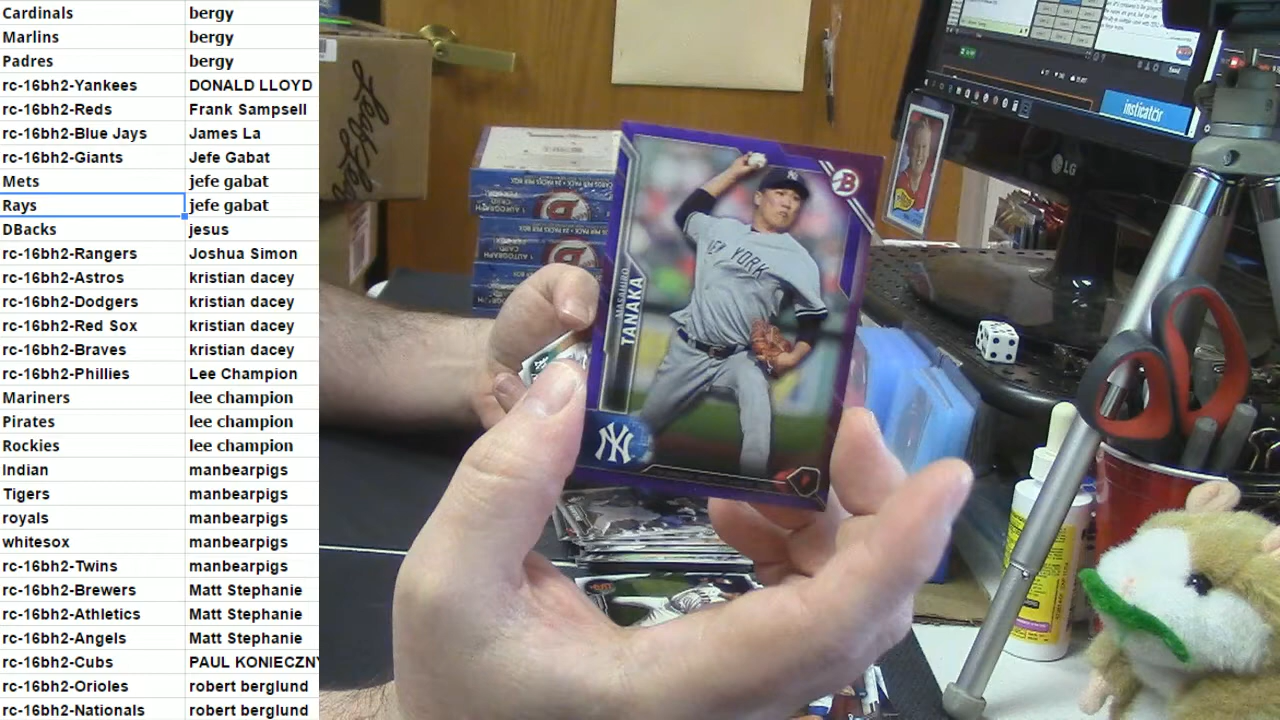 Cardinals bergy
Marlins bergy
Padres bergy
rc-16bh2-Yankees DONALD LLOYD
rc-16bh2-Reds Frank Sampsell
rc-16bh2-Blue Jays James La
rc-16bh2-Giants Jefe Gabat
Mets jefe gabat
Rays jefe gabat
DBacks jesus
rc-16bh2-Rangers Joshua Simon
rc-16bh2-Astros kristian dacey
rc-16bh2-Dodgers kristian dacey
rc-16bh2-Red Sox kristian dacey
rc-16bh2-Braves kristian dacey
rc-16bh2-Phillies Lee Champion
Mariners lee champion
Pirates lee champion
Rockies lee champion
Indian manbearpigs
Tigers manbearpigs
royals manbearpigs
whitesox manbearpigs
rc-16bh2-Twins manbearpigs
rc-16bh2-Brewers Matt Stephanie
rc-16bh2-Athletics Matt Stephanie
rc-16bh2-Angels Matt Stephanie
rc-16bh2-Cubs PAUL KONIECZNY
rc-16bh2-Orioles robert berglund
rc-16bh2-Nationals robert berglund
B
NEW YORK
MASAHIRO
TANAKA
NY
insticator
LG
1 AUTOGRAPH